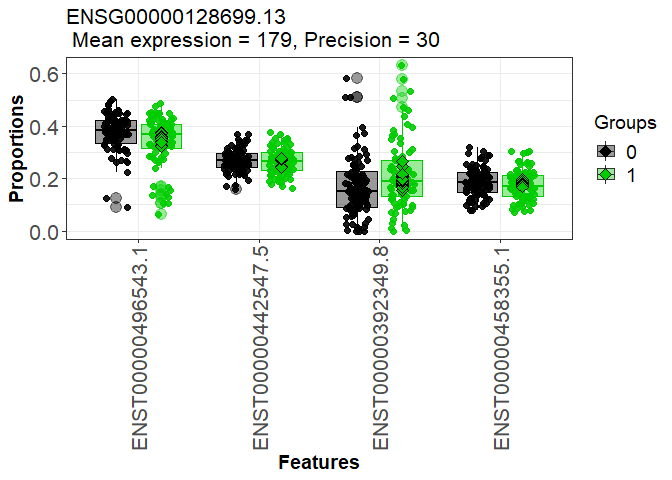 ENSG00000128699.13
Mean expression = 179, Precision = 30
Proportions
0.6
0.4
0.2
0.0
ENST00000496543.1
ENST00000442547.5
ENST00000392349.8
ENST00000458355.1
Features
Groups
0
1